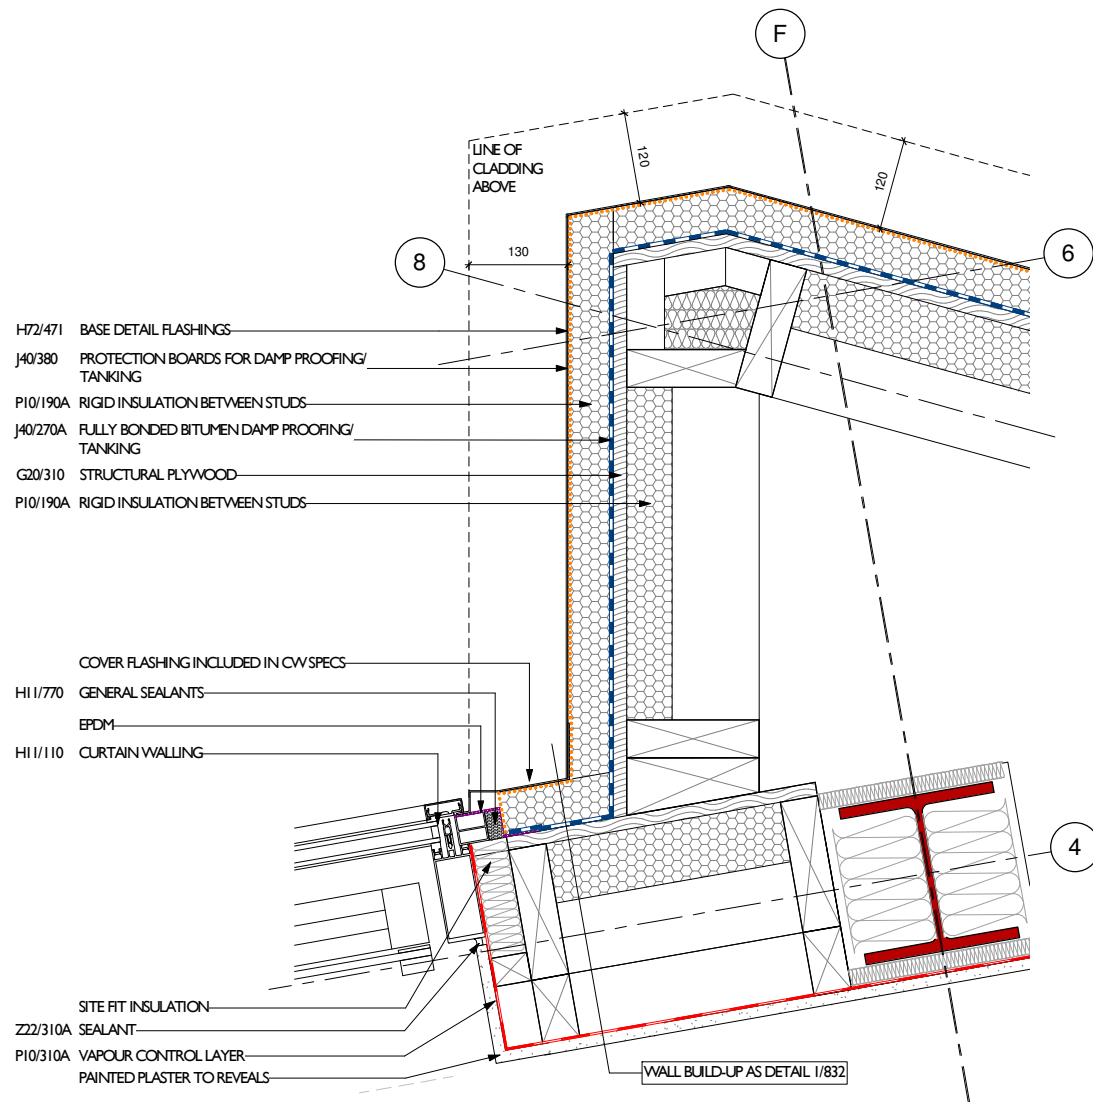 F
LINE OF
CLADDING
ABOVE
120
120
130
8
6
H72/471 BASE DETAIL FLASHINGS
J40/380 PROTECTION BOARDS FOR DAMP PROOFING/
TANKING
P10/190A RIGID INSULATION BETWEEN STUDS
J40/270A FULLY BONDED BITUMEN DAMP PROOFING/
TANKING
G20/310 STRUCTURAL PLYWOOD
P10/190A RIGID INSULATION BETWEEN STUDS
COVER FLASHING INCLUDED IN CW SPECS
H11/770 GENERAL SEALANTS
EPDM
H11/110 CURTAIN WALLING
4
SITE FIT INSULATION
Z22/310A SEALANT
P10/310A VAPOUR CONTROL LAYER
PAINTED PLASTER TO REVEALS
WALL BUILD-UP AS DETAIL 1/832